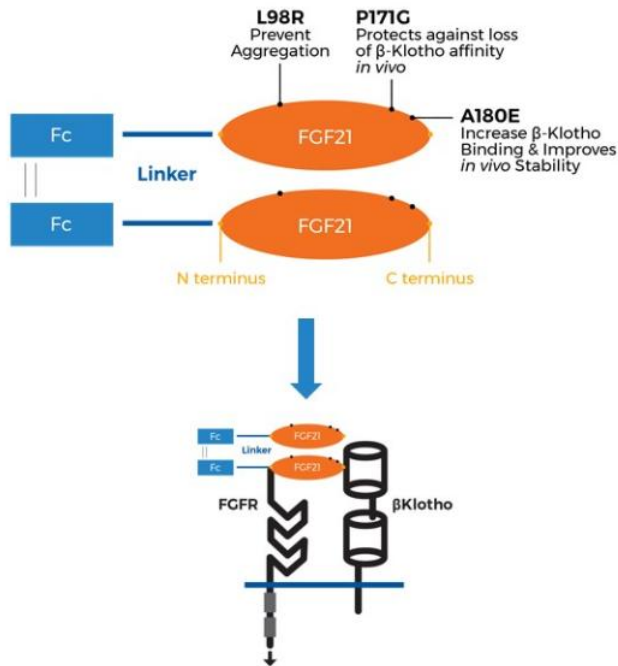 L98R
Prevent
Aggregation
P171G
Protects against loss
of β-Klotho affinity
in vivo
A180E
Increase β-Klotho
Binding & Improves
in vivo Stability
Fc
FGF21
Linker
Fc
FGF21
N terminus
C terminus
Fc
FGF21
Linker
Fc
FGF21
FGFR
βKlotho